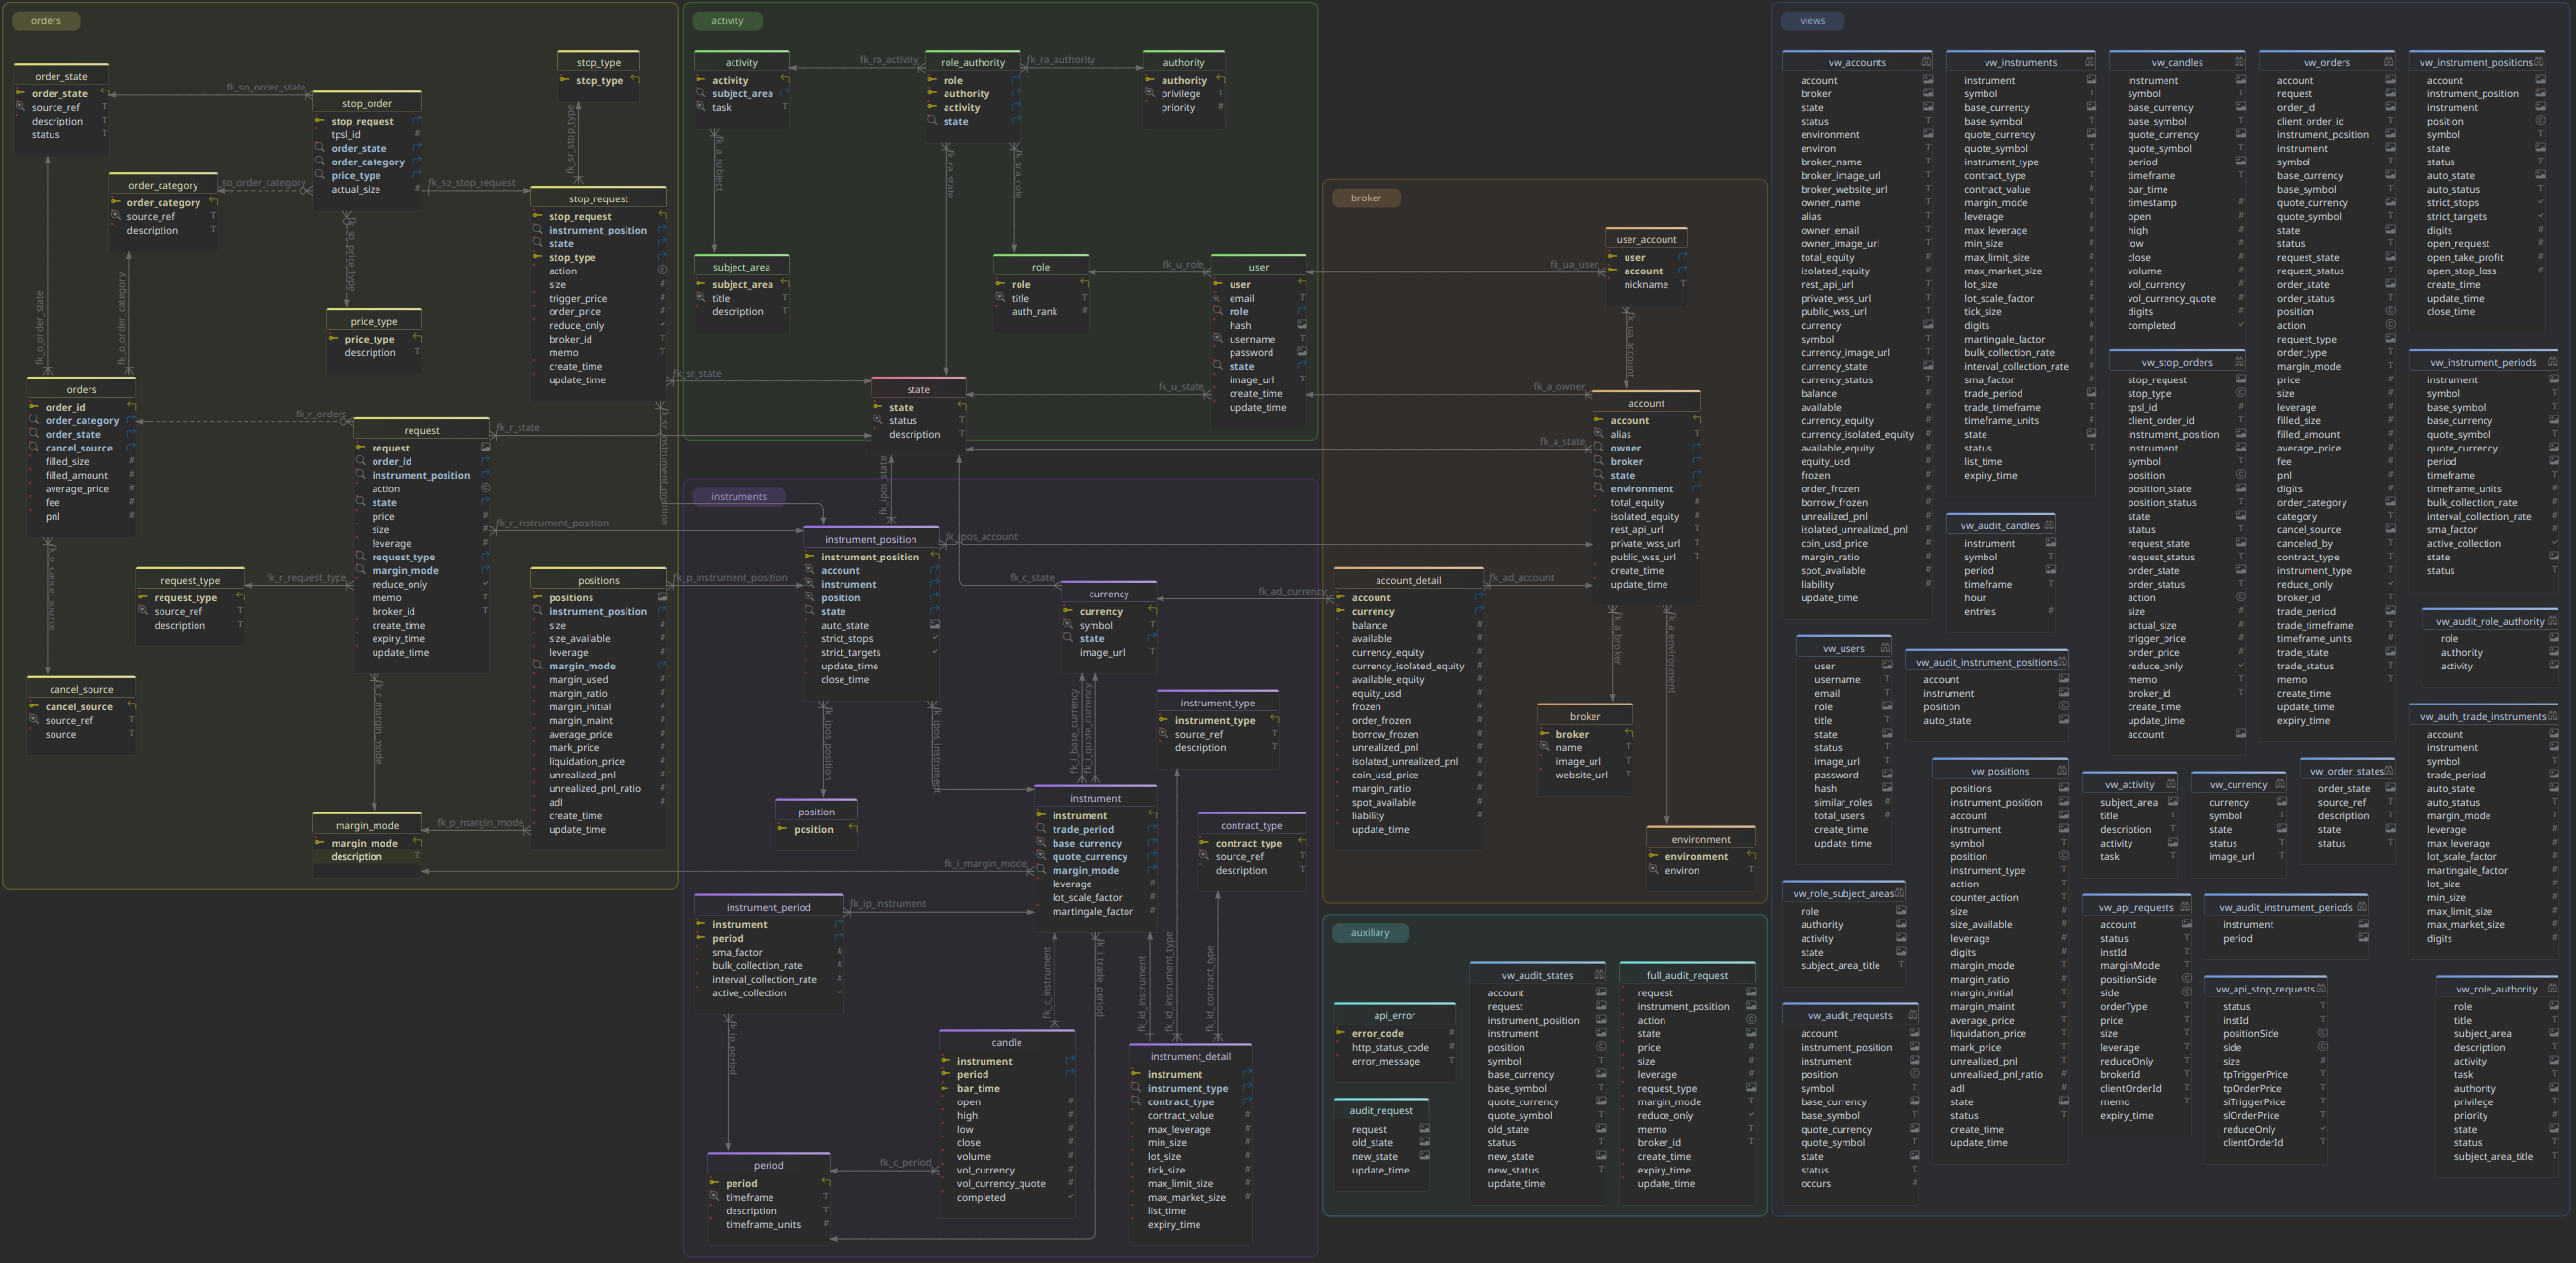 orders
stop_type
stop_type
order_state
order_state
source_ref
description
status
fk_so_order_state
stop_order
stop_request
tpsl_id
order_state
order_category
price_type
actual_size
fk_sr_stop_type
order_category
order_category
source_ref
description
so_order_category
fk_so_stop_request
stop_request
stop_request
instrument_position
state
stop_type
action
size
trigger_price
order_price
reduce_only
broker_id
memo
create_time
update_time
fk_so_price_type
price_type
price_type
description
fk_o_order_state
fk_o_order_category
orders
order_id
order_category
order_state
cancel_source
filled_size
filled_amount
average_price
fee
pnl
fk_r_orders
request
request
order_id
instrument_position
action
state
price
size
leverage
request_type
margin_mode
reduce_only
memo
broker_id
create_time
expiry_time
update_time
fk_sr_state
fk_r_state
fk_sr_instrument_position
fk_r_instrument_position
fk_o_cancel_source
request_type
request_type
source_ref
description
fk_r_request_type
positions
positions
instrument_position
size
size_available
leverage
margin_mode
margin_used
margin_ratio
margin_initial
margin_maint
average_price
mark_price
liquidation_price
unrealized_pnl
unrealized_pnl_ratio
adl
create_time
update_time
fk_p_instrument_position
cancel_source
cancel_source
source_ref
source
fk_r_margin_mode
margin_mode
margin_mode
description
fk_p_margin_mode
activity
activity
activity
subject_area
task
fk_ra_activity
role_authority
role
authority
activity
state
fk_ra_authority
authority
authority
privilege
priority
fk_a_subject
fk_ra_state
fk_sra_role
subject_area
subject_area
title
description
role
role
title
auth_rank
fk_u_role
user
user
email
role
hash
username
password
state
image_url
create_time
update_time
fk_u_state
state
state
status
description
instruments
fk_ipos_state
instrument_position
instrument_position
account
instrument
position
state
auto_state
strict_stops
strict_targets
update_time
close_time
fk_ipos_account
fk_c_state
currency
currency
symbol
state
image_url
fk_ipos_position
fk_ipos_instrument
fk_i_base_currency
fk_i_quote_currency
instrument_type
instrument_type
source_ref
description
position
position
instrument
instrument
trade_period
base_currency
quote_currency
margin_mode
leverage
lot_scale_factor
martingale_factor
fk_i_margin_mode
contract_type
contract_type
source_ref
description
instrument_period
instrument
period
sma_factor
bulk_collection_rate
interval_collection_rate
active_collection
fk_ip_instrument
fk_c_instrument
fk_i_trade_period
fk_id_instrument
fk_id_instrument_type
fk_id_contract_type
fk_ip_period
candle
instrument
period
bar_time
open
high
low
close
volume
vol_currency
vol_currency_quote
completed
instrument_detail
instrument
instrument_type
contract_type
contract_value
max_leverage
min_size
lot_size
tick_size
max_limit_size
max_market_size
list_time
expiry_time
period
period
timeframe
description
timeframe_units
fk_c_period
broker
user_account
user
account
nickname
fk_ua_user
fk_ua_account
fk_a_owner
fk_a_state
account
account
alias
owner
broker
state
environment
total_equity
isolated_equity
rest_api_url
private_wss_url
public_wss_url
create_time
update_time
fk_ad_currency
account_detail
account
currency
balance
available
currency_equity
currency_isolated_equity
available_equity
equity_usd
frozen
order_frozen
borrow_frozen
unrealized_pnl
isolated_unrealized_pnl
coin_usd_price
margin_ratio
spot_available
liability
update_time
fk_ad_account
fk_a_broker
fk_a_environment
broker
broker
name
image_url
website_url
environment
environment
environ
auxiliary
api_error
error_code
http_status_code
error_message
audit_request
request
old_state
new_state
update_time
vw_audit_states
account
request
instrument_position
instrument
position
symbol
base_currency
base_symbol
quote_currency
quote_symbol
old_state
status
new_state
new_status
update_time
full_audit_request
request
instrument_position
action
state
price
size
leverage
request_type
margin_mode
reduce_only
memo
broker_id
create_time
expiry_time
update_time
views
vw_accounts
account
broker
state
status
environment
environ
broker_name
broker_image_url
broker_website_url
owner_name
alias
owner_email
owner_image_url
total_equity
isolated_equity
rest_api_url
private_wss_url
public_wss_url
currency
symbol
currency_image_url
currency_state
currency_status
balance
available
currency_equity
currency_isolated_equity
available_equity
equity_usd
frozen
order_frozen
borrow_frozen
unrealized_pnl
isolated_unrealized_pnl
coin_usd_price
margin_ratio
spot_available
liability
update_time
vw_instruments
instrument
symbol
base_currency
base_symbol
quote_currency
quote_symbol
instrument_type
contract_type
contract_value
margin_mode
leverage
max_leverage
min_size
max_limit_size
max_market_size
lot_size
lot_scale_factor
tick_size
digits
martingale_factor
bulk_collection_rate
interval_collection_rate
sma_factor
trade_period
trade_timeframe
timeframe_units
state
status
list_time
expiry_time
vw_candles
instrument
symbol
base_currency
base_symbol
quote_currency
quote_symbol
period
timeframe
bar_time
timestamp
open
high
low
close
volume
vol_currency
vol_currency_quote
digits
completed
vw_orders
account
request
order_id
client_order_id
instrument_position
instrument
symbol
base_currency
base_symbol
quote_currency
quote_symbol
state
status
request_state
request_status
order_state
order_status
position
action
request_type
order_type
margin_mode
price
size
leverage
filled_size
filled_amount
average_price
fee
pnl
digits
order_category
category
cancel_source
canceled_by
contract_type
instrument_type
reduce_only
broker_id
trade_period
trade_timeframe
timeframe_units
trade_state
trade_status
memo
create_time
update_time
expiry_time
vw_instrument_positions
account
instrument_position
instrument
position
symbol
state
status
auto_state
auto_status
strict_stops
strict_targets
digits
open_request
open_take_profit
open_stop_loss
create_time
update_time
close_time
vw_stop_orders
stop_request
stop_type
tpsl_id
client_order_id
instrument_position
instrument
symbol
position
position_state
position_status
state
status
request_state
request_status
order_state
order_status
action
size
actual_size
trigger_price
order_price
reduce_only
memo
broker_id
create_time
update_time
account
vw_instrument_periods
instrument
symbol
base_symbol
base_currency
quote_symbol
quote_currency
period
timeframe
timeframe_units
bulk_collection_rate
interval_collection_rate
sma_factor
active_collection
state
status
vw_audit_candles
instrument
symbol
period
timeframe
hour
entries
vw_audit_role_authority
role
authority
activity
vw_users
user
username
email
role
title
state
status
image_url
password
hash
similar_roles
total_users
create_time
update_time
vw_audit_instrument_positions
account
instrument
position
auto_state
vw_auth_trade_instruments
account
instrument
symbol
trade_period
auto_state
auto_status
margin_mode
leverage
max_leverage
lot_scale_factor
martingale_factor
lot_size
min_size
max_limit_size
max_market_size
digits
vw_positions
positions
instrument_position
account
instrument
symbol
position
instrument_type
action
counter_action
size
size_available
leverage
digits
margin_mode
margin_ratio
margin_initial
margin_maint
average_price
liquidation_price
mark_price
unrealized_pnl
unrealized_pnl_ratio
adl
state
status
create_time
update_time
vw_activity
subject_area
title
description
activity
task
vw_currency
currency
symbol
state
status
image_url
vw_order_states
order_state
source_ref
description
state
status
vw_role_subject_areas
role
authority
activity
state
subject_area_title
vw_api_requests
account
status
instId
marginMode
positionSide
side
orderType
price
size
leverage
reduceOnly
brokerId
clientOrderId
memo
expiry_time
vw_audit_instrument_periods
instrument
period
vw_audit_requests
account
instrument_position
instrument
position
symbol
base_currency
base_symbol
quote_currency
quote_symbol
state
status
occurs
vw_api_stop_requests
status
instId
positionSide
side
size
tpTriggerPrice
tpOrderPrice
slTriggerPrice
slOrderPrice
reduceOnly
clientOrderId
vw_role_authority
role
title
subject_area
description
activity
task
authority
privilege
priority
state
status
subject_area_title